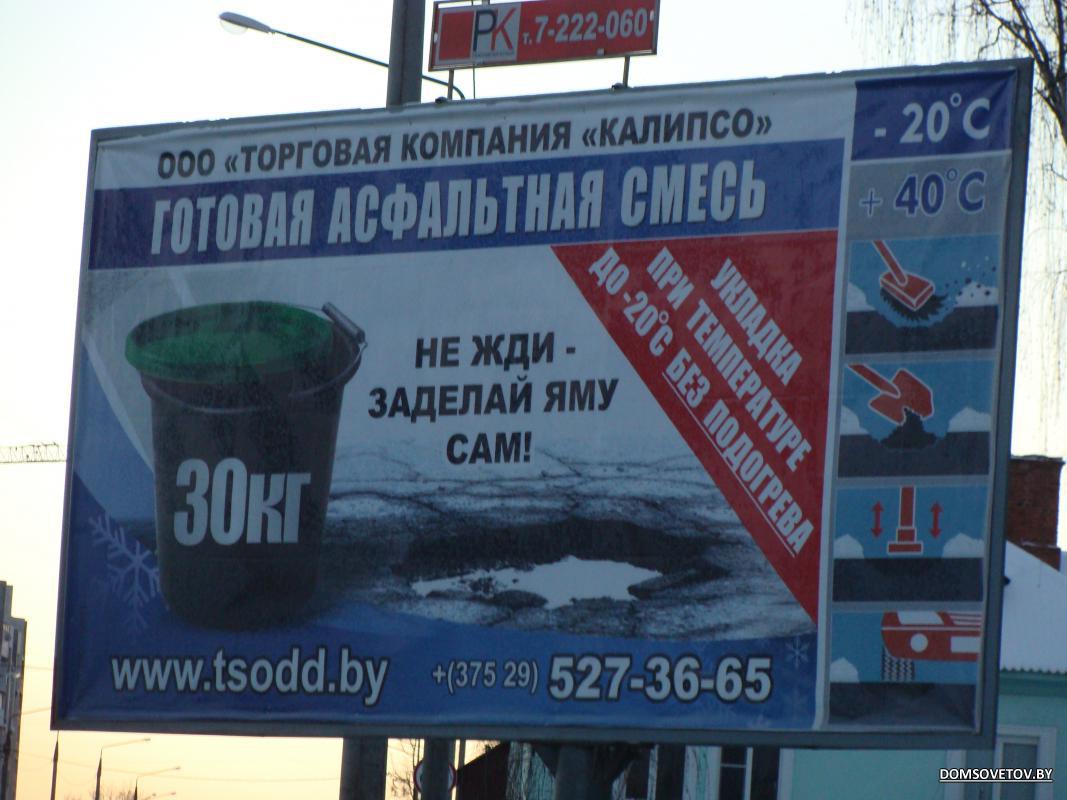 РК т.7-222-060
ООО «ТОРГОВАЯ КОМПАНИЯ «КАЛИПСО»
ГОТОВАЯ АСФАЛЬТНАЯ СМЕСЬ
- 20°C
+ 40°C
УКЛАДКА
ПРИ ТЕМПЕРАТУРЕ
ДО -20°C БЕЗ ПОДОГРЕВА
НЕ ЖДИ -
ЗАДЕЛАЙ ЯМУ
САМ!
30кг
www.tsodd.by +(375 29) 527-36-65
DOMSOVETOV.BY